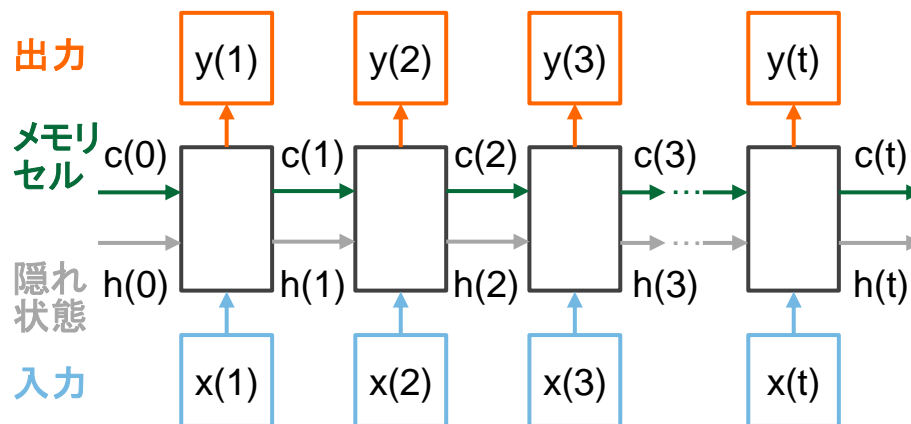 出力
y(1) y(2) y(3) y(t)
メモリ
セル
c(0) c(1) c(2) c(3) c(t)
…
…
隠れ
状態
h(0) h(1) h(2) h(3) h(t)
入力
x(1) x(2) x(3) x(t)